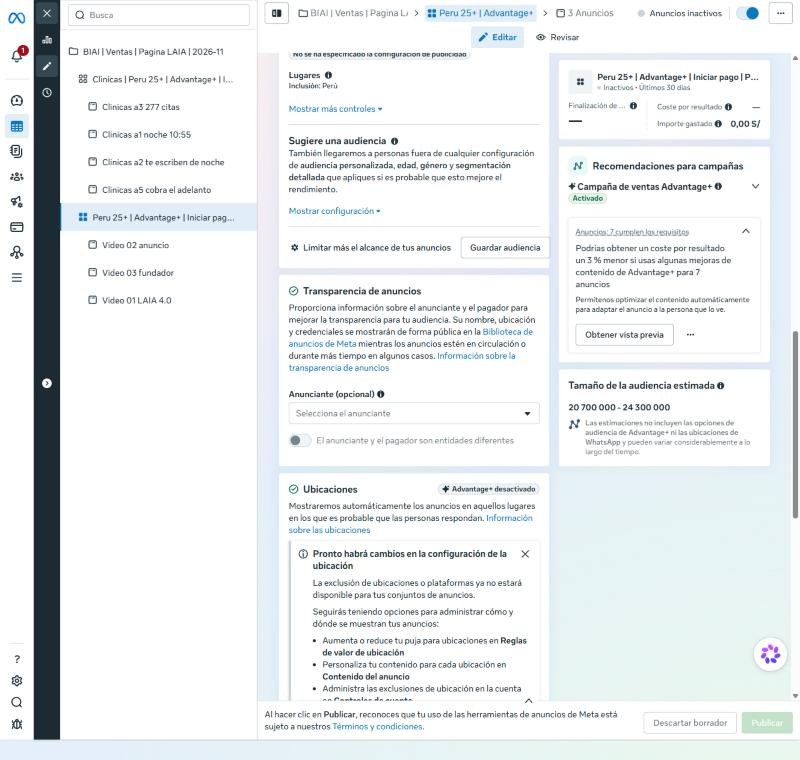 Busca
BIAI | Ventas | Pagina L
Peru 25+ | Advantage+
3 Anuncios
Anuncios inactivos
Editar
Revisar
1
BIAI | Ventas | Pagina LAIA | 2026-11
Clinicas | Peru 25+ | Advantage+ | I...
Clinicas a3 277 citas
Clinicas a1 noche 10:55
Clinicas a2 te escriben de noche
Clinicas a5 cobra el adelanto
Peru 25+ | Advantage+ | Iniciar pag...
Video 02 anuncio
Video 03 fundador
Video 01 LAIA 4.0
No se ha especificado la configuración de publicidad
Lugares
Inclusión: Perú
Mostrar más controles
Sugiere una audiencia
También llegaremos a personas fuera de cualquier configuración
de audiencia personalizada, edad, género y segmentación
detallada que apliques si es probable que esto mejore el
rendimiento.
Mostrar configuración
Limitar más el alcance de tus anuncios
Guardar audiencia
Transparencia de anuncios
Proporciona información sobre el anunciante y el pagador para
mejorar la transparencia para tu audiencia. Su nombre, ubicación
y credenciales se mostrarán de forma pública en la Biblioteca de
anuncios de Meta mientras los anuncios estén en circulación o
durante más tiempo en algunos casos. Información sobre la
transparencia de anuncios
Anunciante (opcional)
Selecciona el anunciante
El anunciante y el pagador son entidades diferentes
Ubicaciones
Advantage+ desactivado
Mostraremos automáticamente los anuncios en aquellos lugares
en los que es probable que las personas respondan. Información
sobre las ubicaciones
Pronto habrá cambios en la configuración de la
ubicación
La exclusión de ubicaciones o plataformas ya no estará
disponible para tus conjuntos de anuncios.
Seguirás teniendo opciones para administrar cómo y
dónde se muestran tus anuncios:
• Aumenta o reduce tu puja para ubicaciones en Reglas
de valor de ubicación
• Personaliza tu contenido para cada ubicación en
Contenido del anuncio
• Administra las exclusiones de ubicación en la cuenta
en Controles de cuenta
Peru 25+ | Advantage+ | Iniciar pago | P...
Inactivos • Últimos 30 días
Finalización de ...
—
Coste por resultado —
Importe gastado 0,00 S/
Recomendaciones para campañas
Campaña de ventas Advantage+
Activado
Anuncios: 7 cumplen los requisitos
Podrías obtener un coste por resultado
un 3 % menor si usas algunas mejoras de
contenido de Advantage+ para 7
anuncios
Permítenos optimizar el contenido automáticamente
para adaptar el anuncio a la persona que lo ve.
Obtener vista previa
Tamaño de la audiencia estimada
20 700 000 - 24 300 000
Las estimaciones no incluyen las opciones de
audiencia de Advantage+ ni las ubicaciones de
WhatsApp y pueden variar considerablemente a lo
largo del tiempo.
Al hacer clic en Publicar, reconoces que tu uso de las herramientas de anuncios de Meta está
sujeto a nuestros Términos y condiciones.
Descartar borrador
Publicar